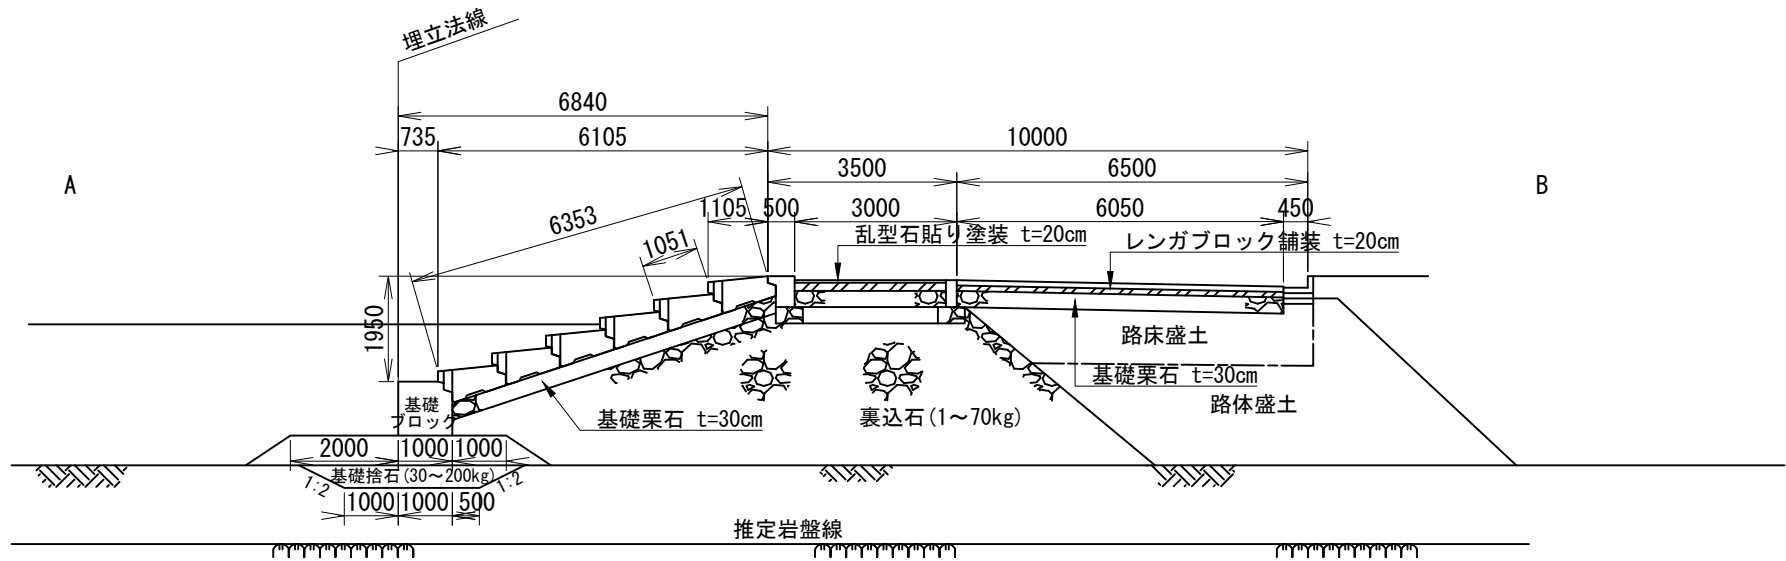 埋立法線
6840
735
6105
10000
3500
6500
A
B
6353
1105
500
3000
6050
450
1051
乱型石貼り塗装 t=20cm
レンガブロック舗装 t=20cm
1950
路床盛土
基礎栗石 t=30cm
路体盛土
基礎
ブロック
基礎栗石 t=30cm
裏込石(1～70kg)
2000
1000
1000
基礎捨石(30～200kg)
1:2
1:2
1000
1000
500
推定岩盤線